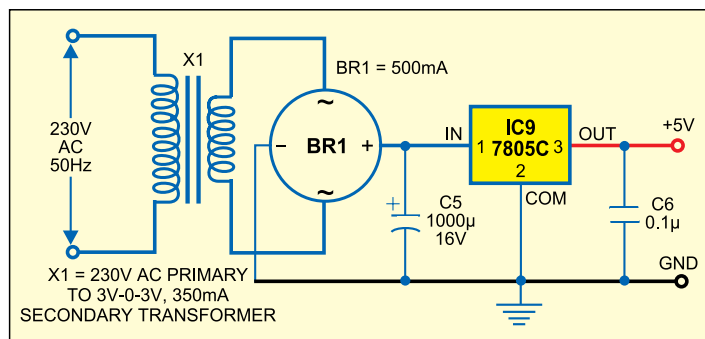 X1
BR1 = 500mA
230V
AC
50Hz
~
− BR1 +
~
IN
IC9
7805C
1 3
2
OUT
COM
+5V
+
C5
1000µ
16V
C6
0.1µ
GND
X1 = 230V AC PRIMARY
TO 3V-0-3V, 350mA
SECONDARY TRANSFORMER